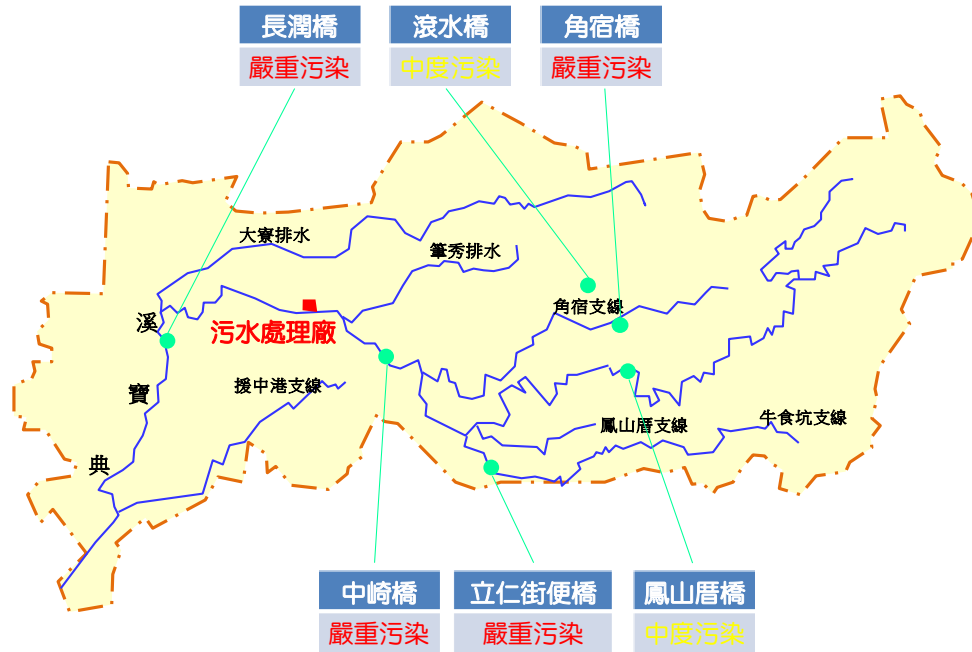 長潤橋
嚴重污染
滾水橋
中度污染
角宿橋
嚴重污染
大寮排水
筆秀排水
角宿支線
溪
污水處理廠
寶
援中港支線
鳳山厝支線
牛食坑支線
典
中崎橋
嚴重污染
立仁街便橋
嚴重污染
鳳山厝橋
中度污染